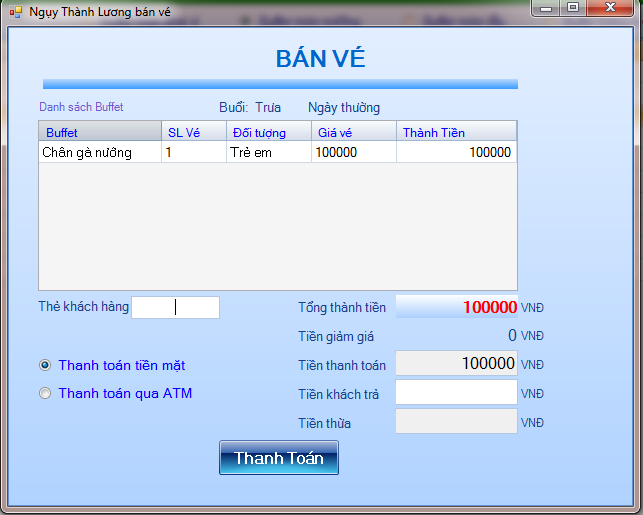 Ngụy Thành Lương bán vé
BÁN VÉ
Danh sách Buffet Buổi: Trưa Ngày thường
Buffet SL Vé Đối tượng Giá vé Thành Tiền
Chân gà nướng 1 Trẻ em 100000 100000
Thẻ khách hàng Tổng thành tiền 100000 VNĐ
Tiền giảm giá 0 VNĐ
Thanh toán tiền mặt Tiền thanh toán 100000 VNĐ
Thanh toán qua ATM Tiền khách trả VNĐ
Tiền thừa VNĐ
Thanh Toán